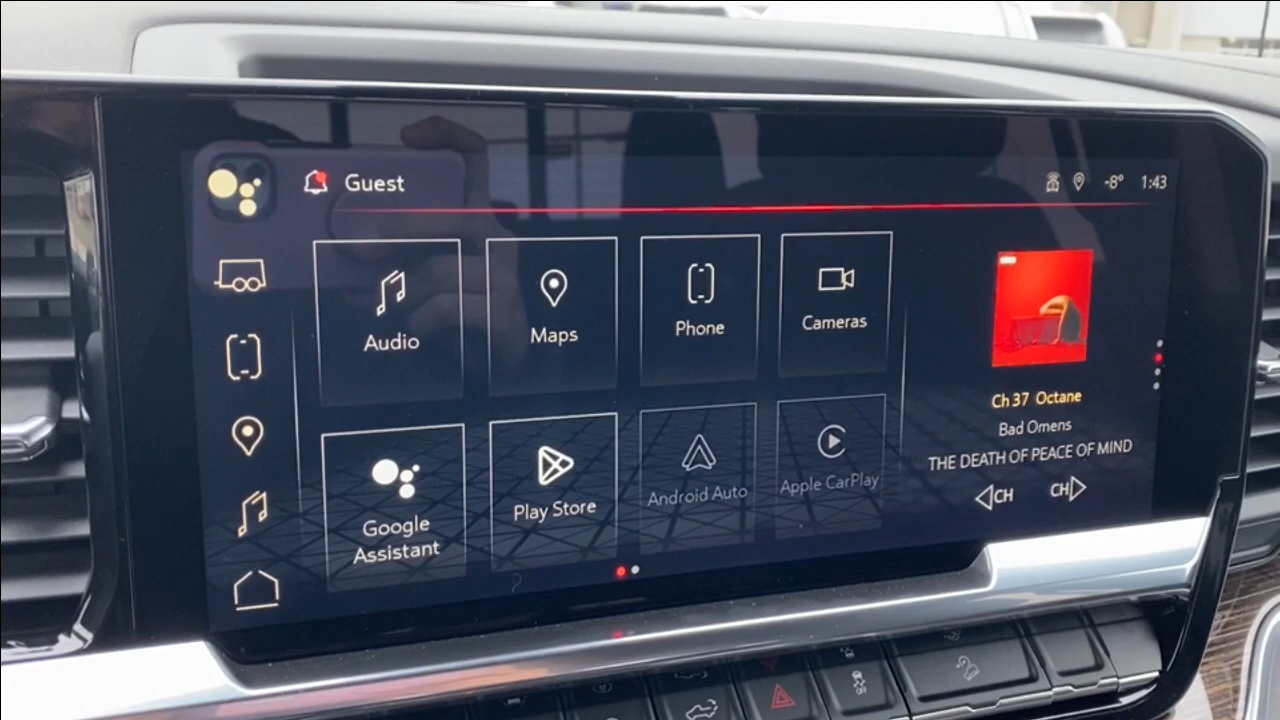 Guest
-8° 1:43
Audio
Maps
Phone
Cameras
Google
Assistant
Play Store
Android Auto
Apple CarPlay
Ch 37 Octane
Bad Omens
THE DEATH OF PEACE OF MIND
CH CH
OFF